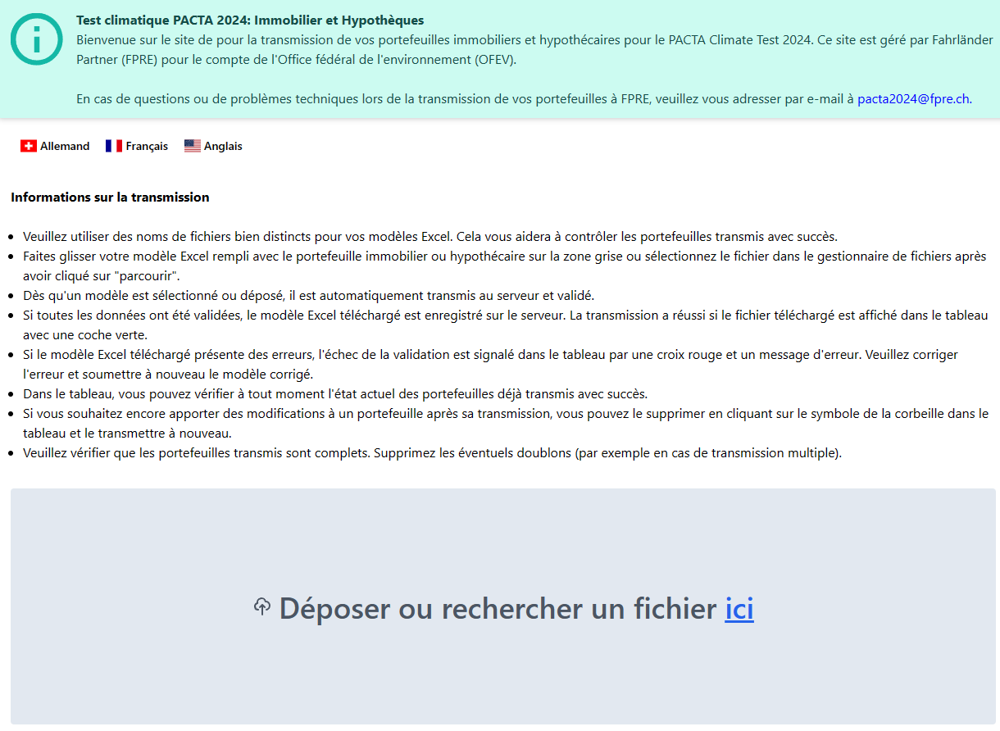 Test climatique PACTA 2024: Immobilier et Hypothèques
Bienvenue sur le site de pour la transmission de vos portefeuilles immobiliers et hypothécaires pour le PACTA Climate Test 2024. Ce site est géré par Fahrländer
Partner (FPRE) pour le compte de l'Office fédéral de l'environnement (OFEV).
En cas de questions ou de problèmes techniques lors de la transmission de vos portefeuilles à FPRE, veuillez vous adresser par e-mail à pacta2024@fpre.ch.
Allemand Français Anglais
Informations sur la transmission
• Veuillez utiliser des noms de fichiers bien distincts pour vos modèles Excel. Cela vous aidera à contrôler les portefeuilles transmis avec succès.
• Faites glisser votre modèle Excel rempli avec le portefeuille immobilier ou hypothécaire sur la zone grise ou sélectionnez le fichier dans le gestionnaire de fichiers après
avoir cliqué sur "parcourir".
• Dès qu'un modèle est sélectionné ou déposé, il est automatiquement transmis au serveur et validé.
• Si toutes les données ont été validées, le modèle Excel téléchargé est enregistré sur le serveur. La transmission a réussi si le fichier téléchargé est affiché dans le tableau
avec une coche verte.
• Si le modèle Excel téléchargé présente des erreurs, l'échec de la validation est signalé dans le tableau par une croix rouge et un message d'erreur. Veuillez corriger
l'erreur et soumettre à nouveau le modèle corrigé.
• Dans le tableau, vous pouvez vérifier à tout moment l'état actuel des portefeuilles déjà transmis avec succès.
• Si vous souhaitez encore apporter des modifications à un portefeuille après sa transmission, vous pouvez le supprimer en cliquant sur le symbole de la corbeille dans le
tableau et le transmettre à nouveau.
• Veuillez vérifier que les portefeuilles transmis sont complets. Supprimez les éventuels doublons (par exemple en cas de transmission multiple).
Déposer ou rechercher un fichier ici